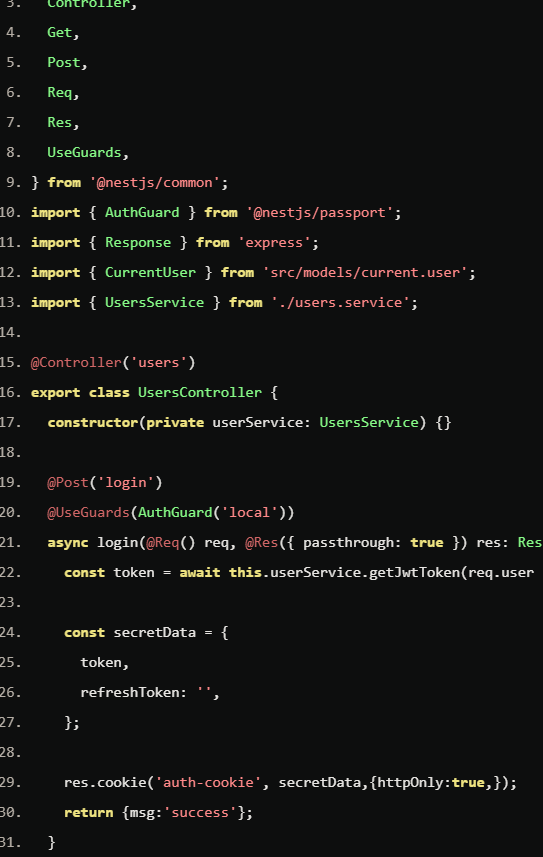 3. Controller,
4. Get,
5. Post,
6. Req,
7. Res,
8. UseGuards,
9. } from '@nestjs/common';
10. import { AuthGuard } from '@nestjs/passport';
11. import { Response } from 'express';
12. import { CurrentUser } from 'src/models/current.user';
13. import { UsersService } from './users.service';
14.
15. @Controller('users')
16. export class UsersController {
17. constructor(private userService: UsersService) {}
18.
19. @Post('login')
20. @UseGuards(AuthGuard('local'))
21. async login(@Req() req, @Res({ passthrough: true }) res: Res
22. const token = await this.userService.getJwtToken(req.user
23.
24. const secretData = {
25. token,
26. refreshToken: '',
27. };
28.
29. res.cookie('auth-cookie', secretData,{httpOnly:true,});
30. return {msg:'success'};
31. }